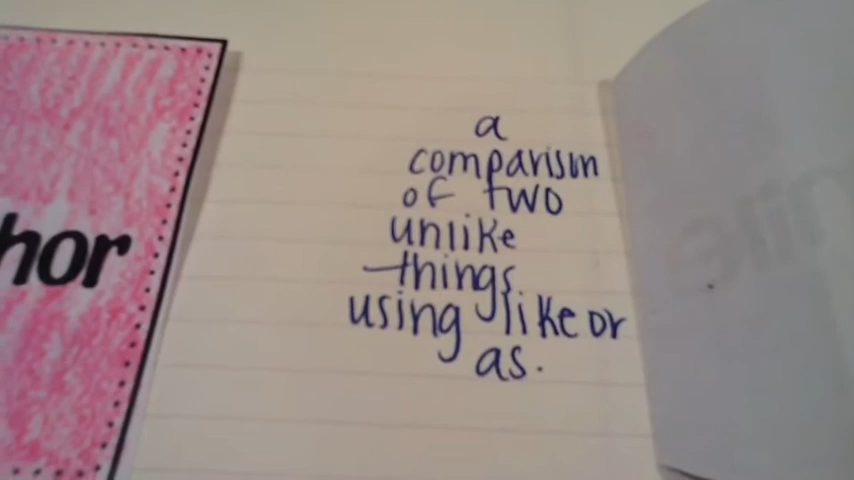 hor
a
comparism
of two
unlike
things
using like or
as.